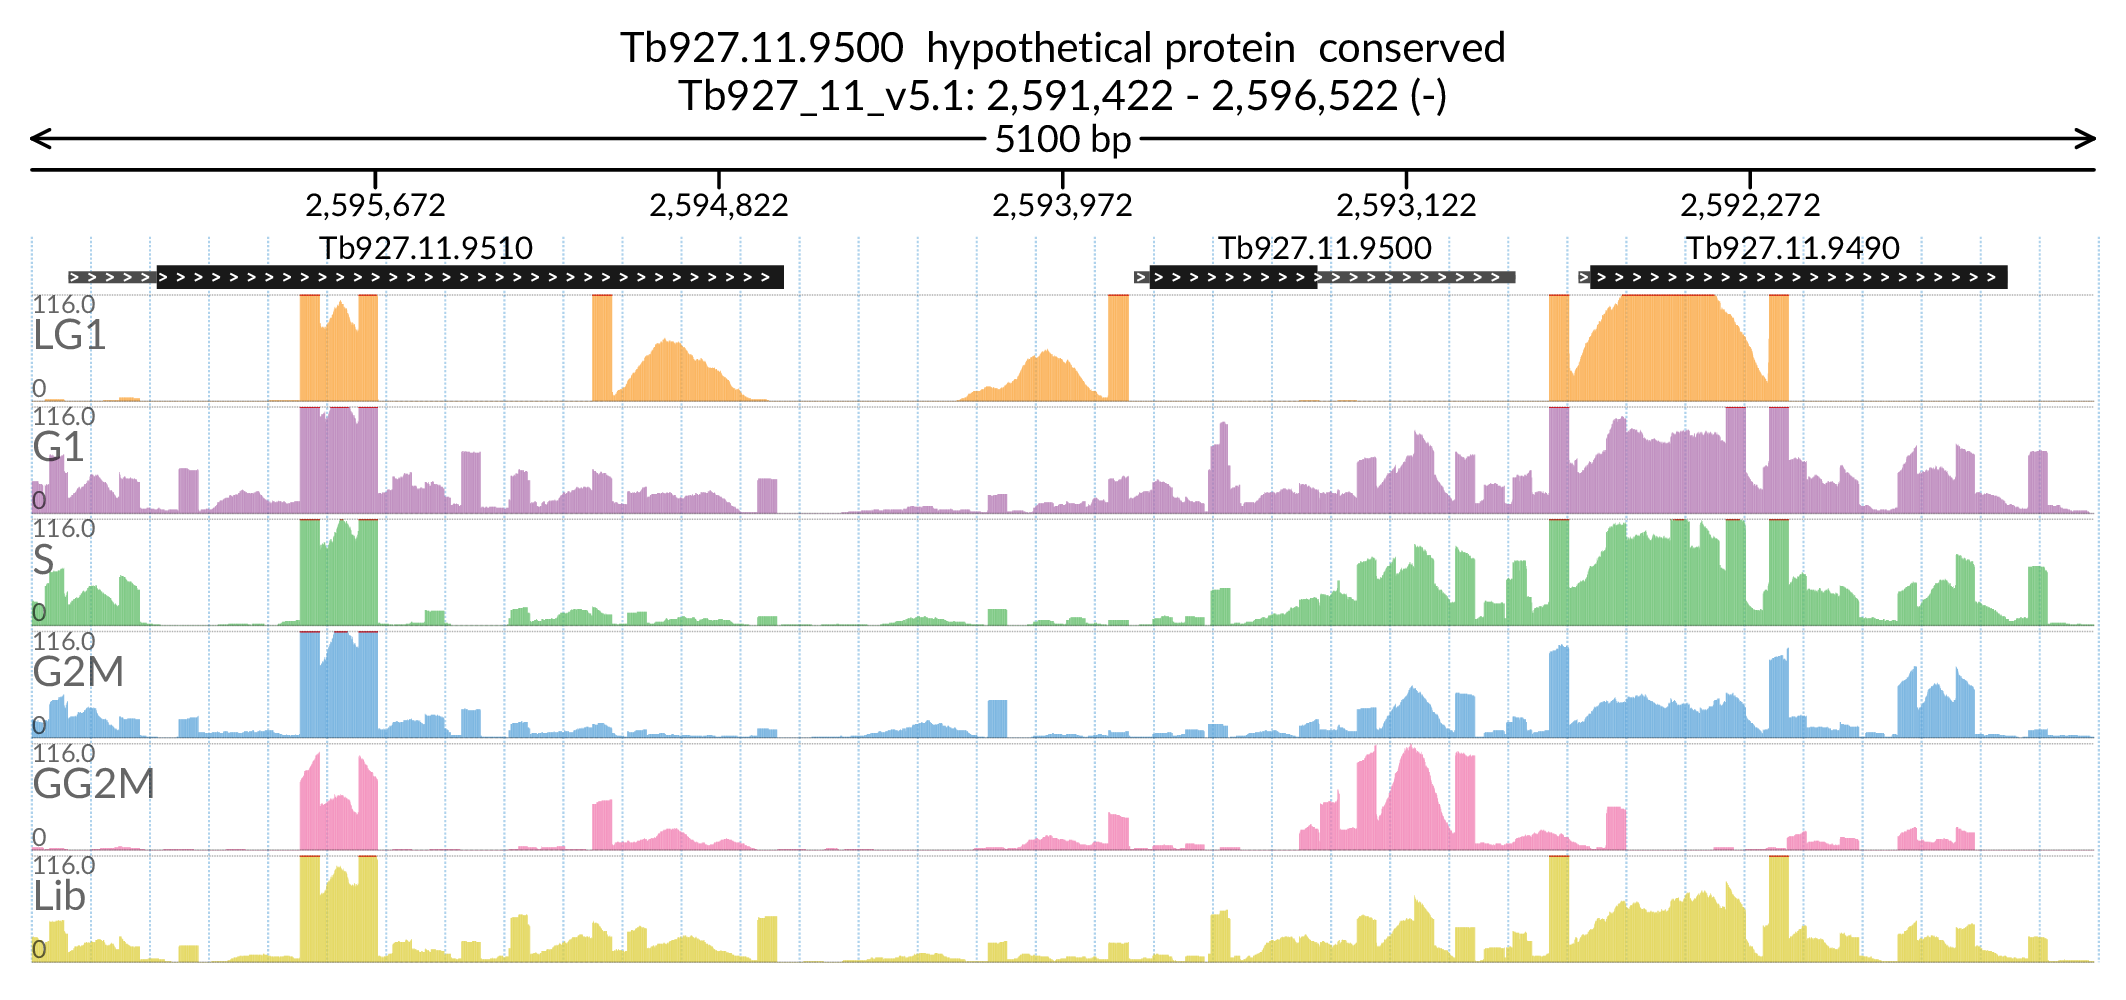 Tb927.11.9500 hypothetical protein conserved
Tb927_11_v5.1: 2,591,422 - 2,596,522 (-)
5100 bp
2,595,672 2,594,822 2,593,972 2,593,122 2,592,272
Tb927.11.9510 Tb927.11.9500 Tb927.11.9490
116.0
LG1
0
116.0
G1
0
116.0
S
0
116.0
G2M
0
116.0
GG2M
0
116.0
Lib
0